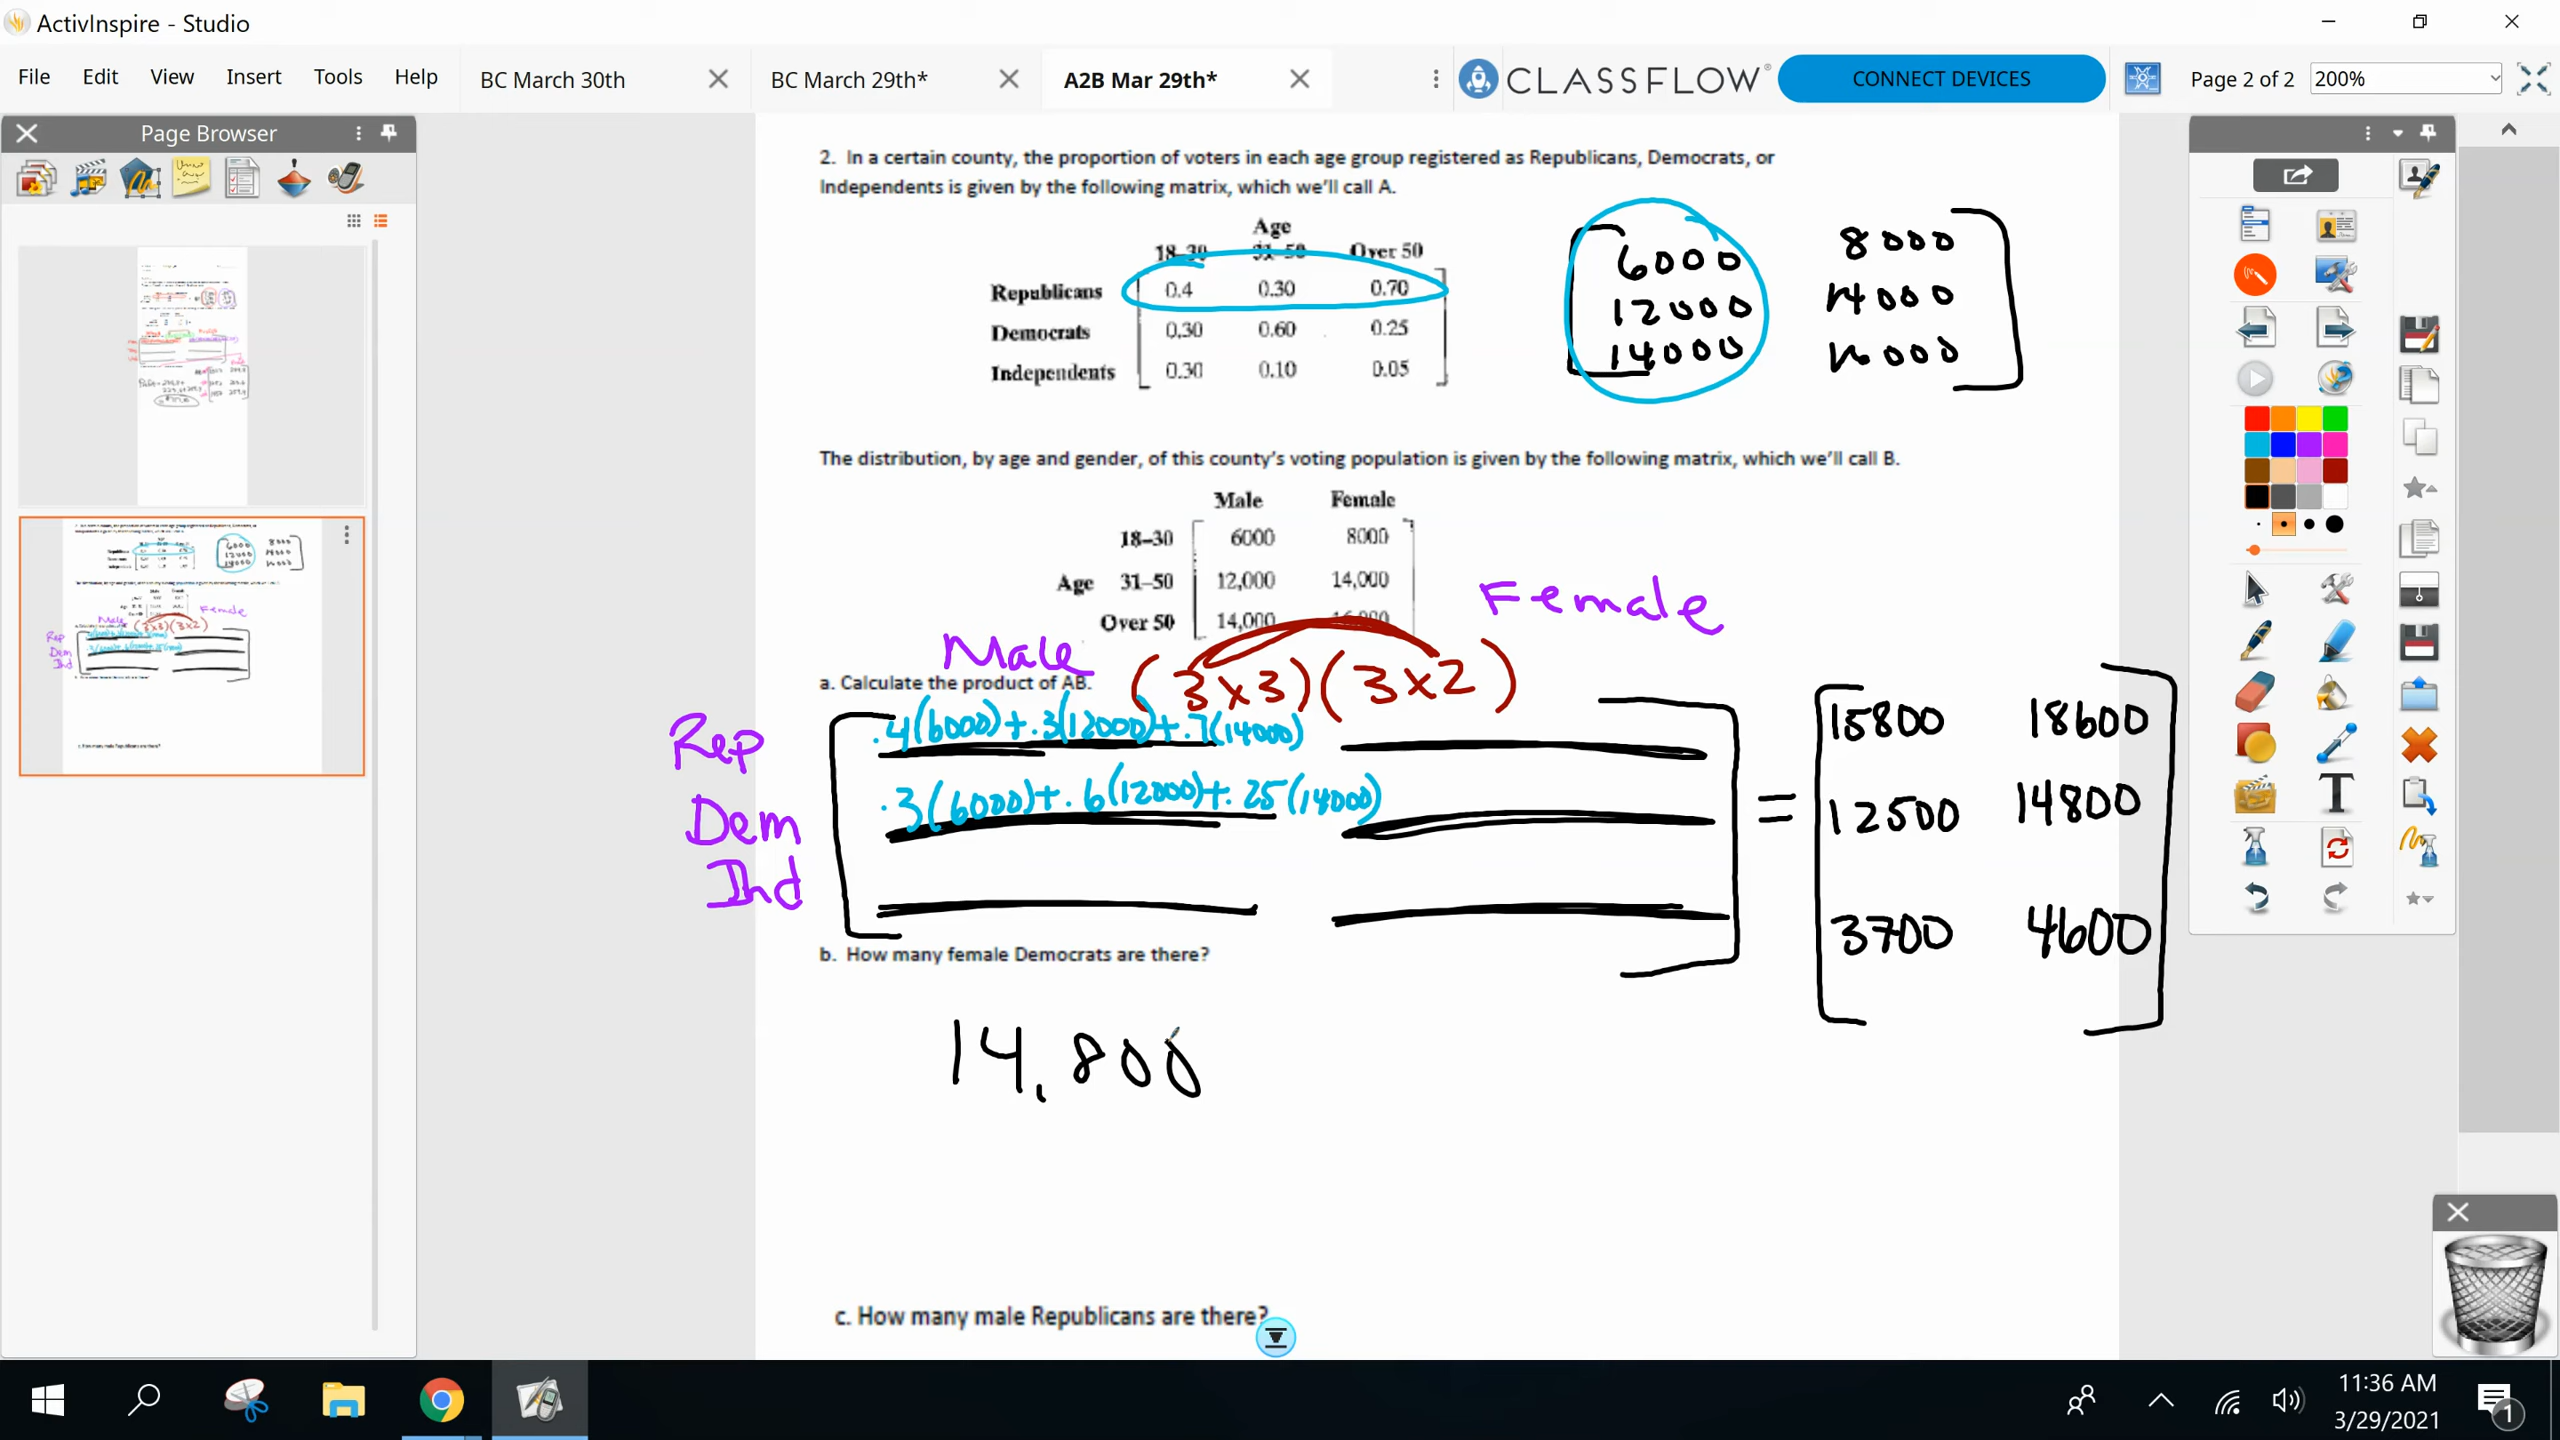 ActivInspire - Studio
File Edit View Insert Tools Help
BC March 30th
BC March 29th*
A2B Mar 29th*
CLASSFLOW
CONNECT DEVICES
Page 2 of 2
200%
Page Browser
2. In a certain county, the proportion of voters in each age group registered as Republicans, Democrats, or
Independents is given by the following matrix, which we'll call A.
Age
18–30 31–50 Over 50
Republicans 0.4 0.30 0.70
Democrats 0.30 0.60 0.25
Independents 0.30 0.10 0.05
6000 8000
12000 14000
14000 16000
The distribution, by age and gender, of this county's voting population is given by the following matrix, which we'll call B.
Male Female
18–30 6000 8000
Age 31–50 12,000 14,000
Over 50 14,000 16,000
Male Female
a. Calculate the product of AB.
(3x3)(3x2)
Rep .4(6000)+.3(12000)+.7(14000)
Dem .3(6000)+.6(12000)+.25(14000)
Ind
=
15800 18600
12500 14800
3700 4600
b. How many female Democrats are there?
14,800
c. How many male Republicans are there?
11:36 AM
3/29/2021
1